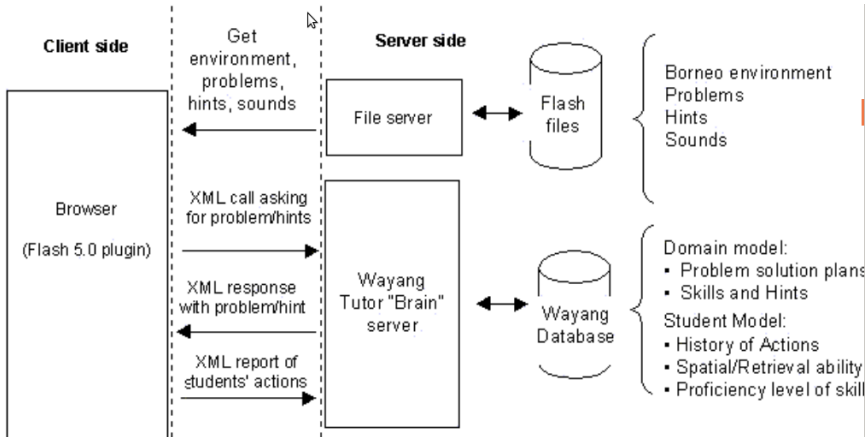 Client side
Get
environment,
problems,
hints, sounds
Server side
File server
Flash
files
Borneo environment
Problems
Hints
Sounds
Browser
(Flash 5.0 plugin)
XML call asking
for problem/hints
XML response
with problem/hint
XML report of
students' actions
Wayang
Tutor "Brain"
server
Wayang
Database
Domain model:
▪ Problem solution plans
▪ Skills and Hints
Student Model:
▪ History of Actions
▪ Spatial/Retrieval ability
▪ Proficiency level of skill